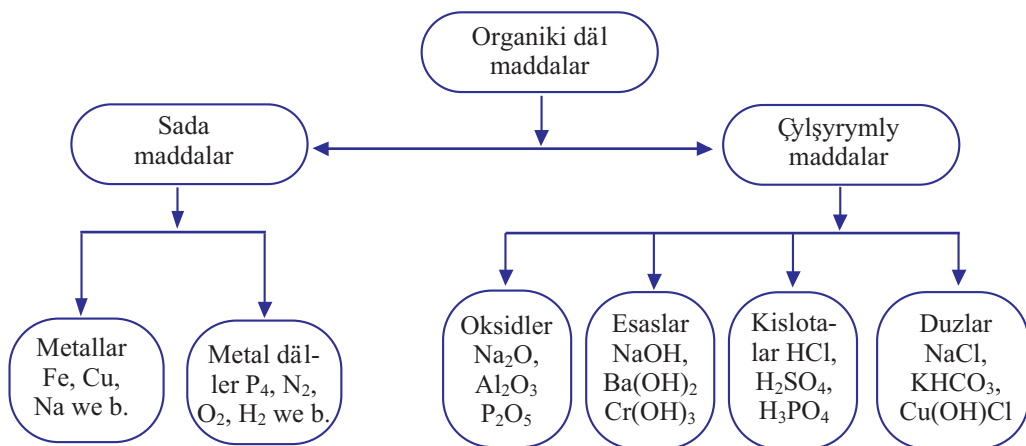 Organiki däl
maddalar
Sada
maddalar
Çylşyrymly
maddalar
Metallar
Fe, Cu,
Na we b.
Metal däl-
ler P₄, N₂,
O₂, H₂ we b.
Oksidler
Na₂O,
Al₂O₃
P₂O₅
Esaslar
NaOH,
Ba(OH)₂
Cr(OH)₃
Kislota-
lar HCl,
H₂SO₄,
H₃PO₄
Duzlar
NaCl,
KHCO₃,
Cu(OH)Cl